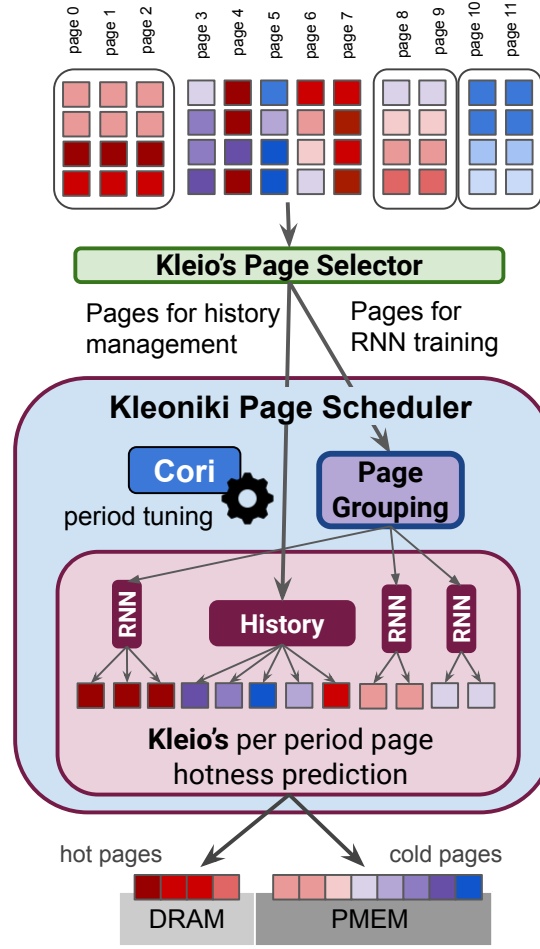 page 0
page 1
page 2
page 3
page 4
page 5
page 6
page 7
page 8
page 9
page 10
page 11
Kleio's Page Selector
Pages for history
management
Pages for
RNN training
Kleoniki Page Scheduler
Cori
period tuning
Page
Grouping
RNN
History
RNN
RNN
Kleio's per period page
hotness prediction
hot pages
cold pages
DRAM
PMEM